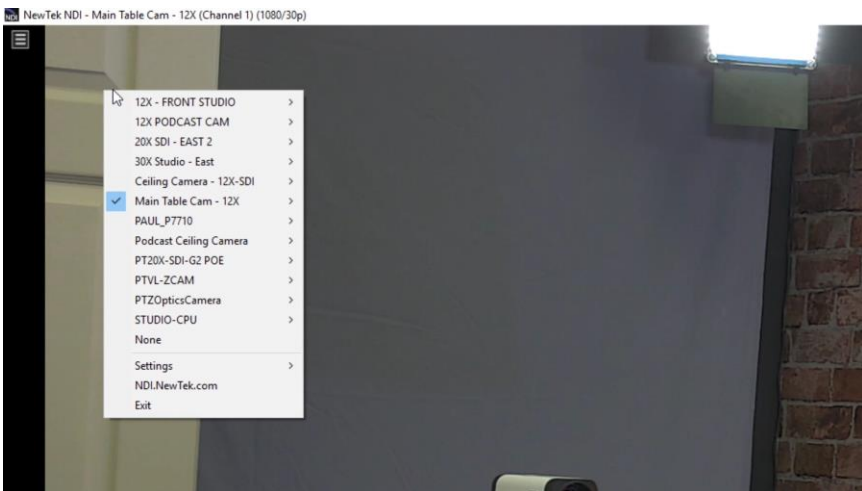 NDI NewTek NDI - Main Table Cam - 12X (Channel 1) (1080/30p)
12X - FRONT STUDIO
12X PODCAST CAM
20X SDI - EAST 2
30X Studio - East
Ceiling Camera - 12X-SDI
Main Table Cam - 12X
PAUL_P7710
Podcast Ceiling Camera
PT20X-SDI-G2 POE
PTVL-ZCAM
PTZOpticsCamera
STUDIO-CPU
None
Settings
NDI.NewTek.com
Exit